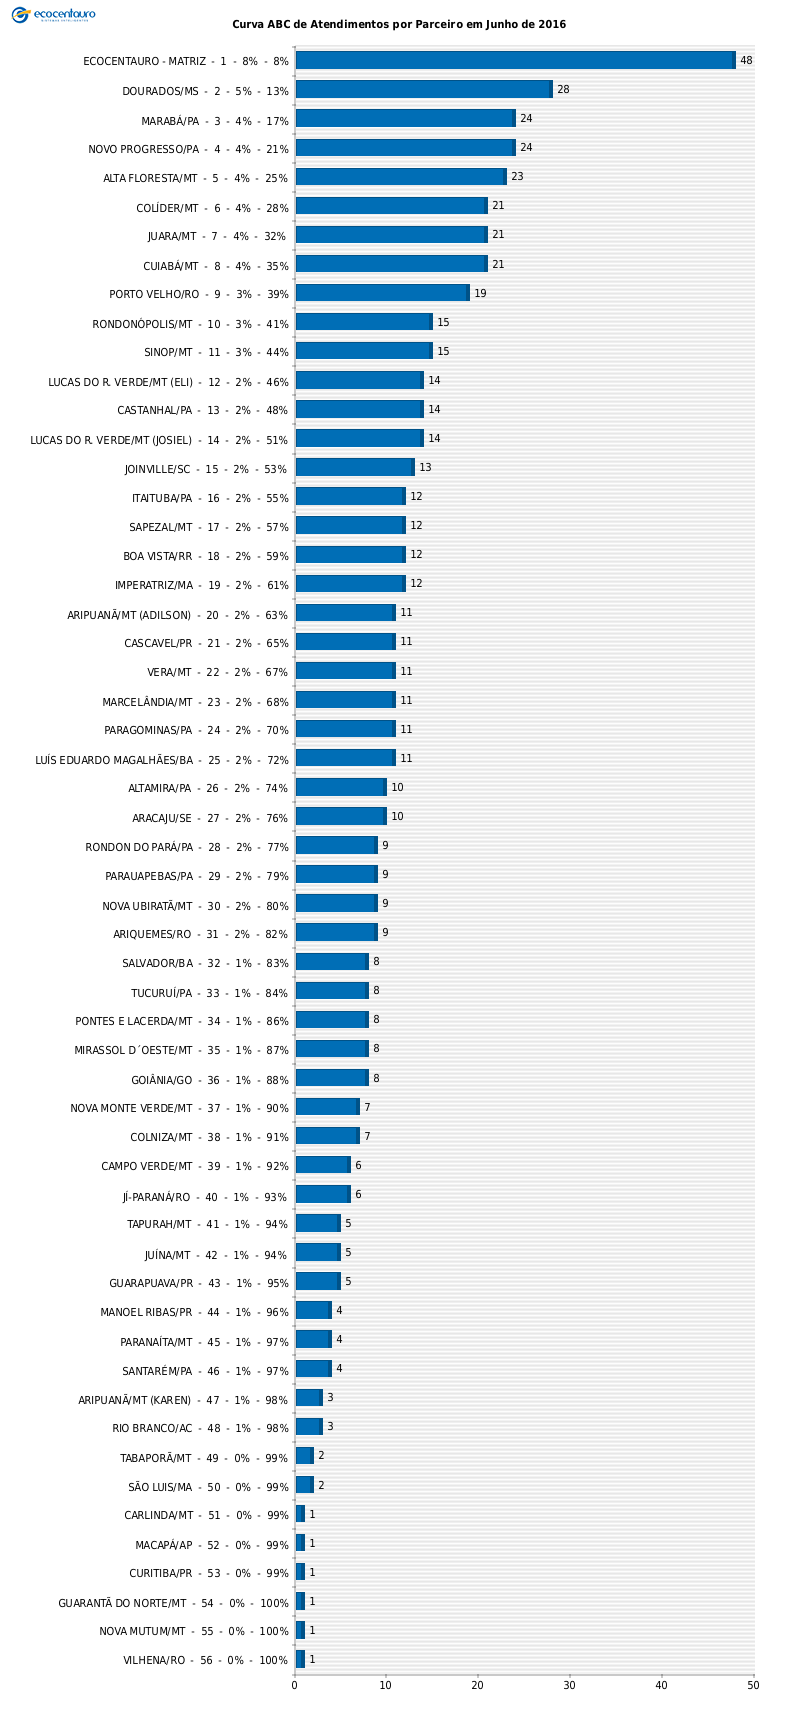 ecocentauro
Curva ABC de Atendimentos por Parceiro em Junho de 2016
ECOCENTAURO - MATRIZ - 1 - 8% - 8% 48
DOURADOS/MS - 2 - 5% - 13% 28
MARABÁ/PA - 3 - 4% - 17% 24
NOVO PROGRESSO/PA - 4 - 4% - 21% 24
ALTA FLORESTA/MT - 5 - 4% - 25% 23
COLÍDER/MT - 6 - 4% - 28% 21
JUARA/MT - 7 - 4% - 32% 21
CUIABÁ/MT - 8 - 4% - 35% 21
PORTO VELHO/RO - 9 - 3% - 39% 19
RONDONÓPOLIS/MT - 10 - 3% - 41% 15
SINOP/MT - 11 - 3% - 44% 15
LUCAS DO R. VERDE/MT (ELI) - 12 - 2% - 46% 14
CASTANHAL/PA - 13 - 2% - 48% 14
LUCAS DO R. VERDE/MT (JOSIEL) - 14 - 2% - 51% 14
JOINVILLE/SC - 15 - 2% - 53% 13
ITAITUBA/PA - 16 - 2% - 55% 12
SAPEZAL/MT - 17 - 2% - 57% 12
BOA VISTA/RR - 18 - 2% - 59% 12
IMPERATRIZ/MA - 19 - 2% - 61% 12
ARIPUANÃ/MT (ADILSON) - 20 - 2% - 63% 11
CASCAVEL/PR - 21 - 2% - 65% 11
VERA/MT - 22 - 2% - 67% 11
MARCELÂNDIA/MT - 23 - 2% - 68% 11
PARAGOMINAS/PA - 24 - 2% - 70% 11
LUÍS EDUARDO MAGALHÃES/BA - 25 - 2% - 72% 11
ALTAMIRA/PA - 26 - 2% - 74% 10
ARACAJU/SE - 27 - 2% - 76% 10
RONDON DO PARÁ/PA - 28 - 2% - 77% 9
PARAUAPEBAS/PA - 29 - 2% - 79% 9
NOVA UBIRATÃ/MT - 30 - 2% - 80% 9
ARIQUEMES/RO - 31 - 2% - 82% 9
SALVADOR/BA - 32 - 1% - 83% 8
TUCURUÍ/PA - 33 - 1% - 84% 8
PONTES E LACERDA/MT - 34 - 1% - 86% 8
MIRASSOL D´OESTE/MT - 35 - 1% - 87% 8
GOIÂNIA/GO - 36 - 1% - 88% 8
NOVA MONTE VERDE/MT - 37 - 1% - 90% 7
COLNIZA/MT - 38 - 1% - 91% 7
CAMPO VERDE/MT - 39 - 1% - 92% 6
JÍ-PARANÁ/RO - 40 - 1% - 93% 6
TAPURAH/MT - 41 - 1% - 94% 5
JUÍNA/MT - 42 - 1% - 94% 5
GUARAPUAVA/PR - 43 - 1% - 95% 5
MANOEL RIBAS/PR - 44 - 1% - 96% 4
PARANAÍTA/MT - 45 - 1% - 97% 4
SANTARÉM/PA - 46 - 1% - 97% 4
ARIPUANÃ/MT (KAREN) - 47 - 1% - 98% 3
RIO BRANCO/AC - 48 - 1% - 98% 3
TABAPORÃ/MT - 49 - 0% - 99% 2
SÃO LUIS/MA - 50 - 0% - 99% 2
CARLINDA/MT - 51 - 0% - 99% 1
MACAPÁ/AP - 52 - 0% - 99% 1
CURITIBA/PR - 53 - 0% - 99% 1
GUARANTÃ DO NORTE/MT - 54 - 0% - 100% 1
NOVA MUTUM/MT - 55 - 0% - 100% 1
VILHENA/RO - 56 - 0% - 100% 1
0 10 20 30 40 50